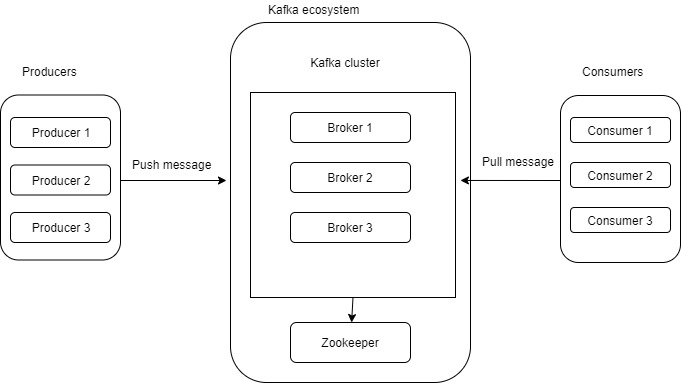 Kafka ecosystem
Kafka cluster
Producers
Consumers
Producer 1
Producer 2
Producer 3
Push message
Broker 1
Broker 2
Broker 3
Pull message
Consumer 1
Consumer 2
Consumer 3
Zookeeper